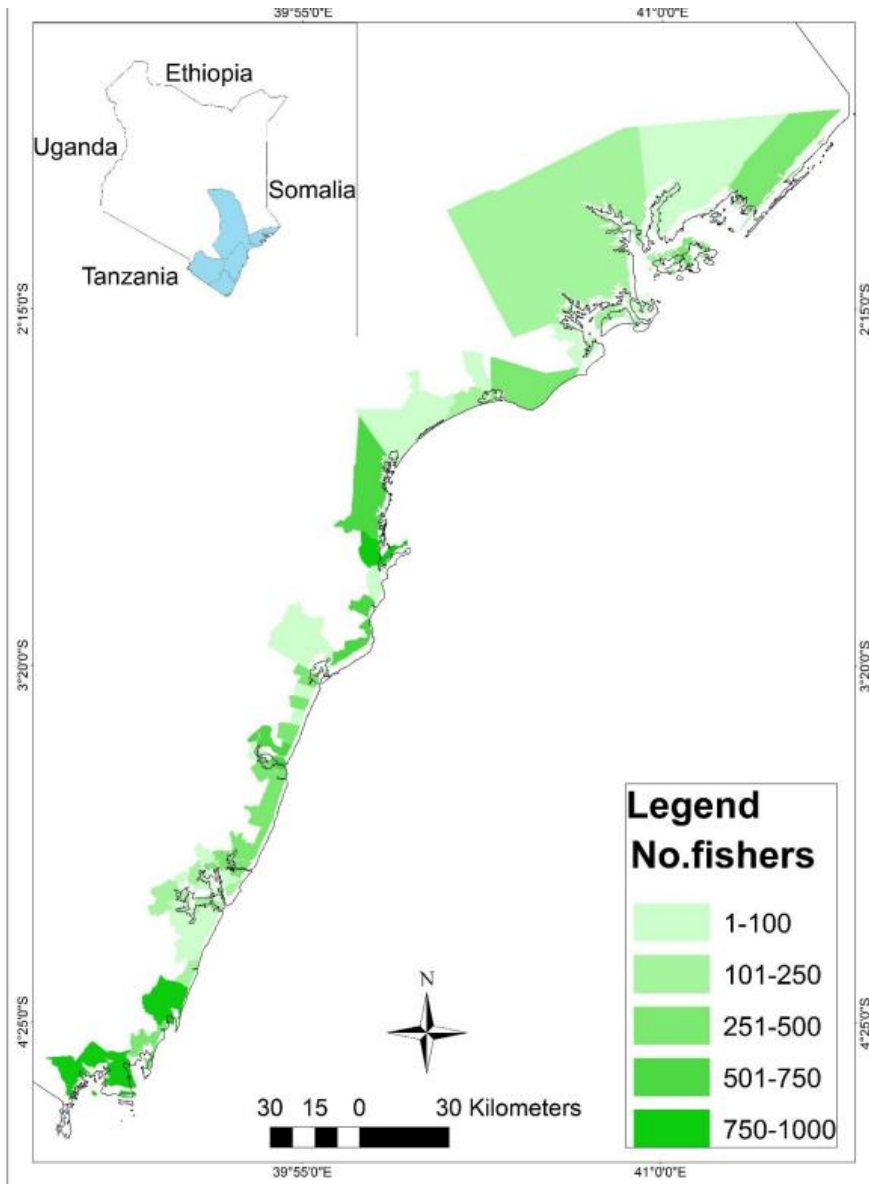 39°55'0"E 41°0'0"E
Ethiopia
Uganda
Somalia
Tanzania
2°15'0"S 2°15'0"S
3°20'0"S 3°20'0"S
Legend
No.fishers
1-100
101-250
251-500
501-750
750-1000
N
4°25'0"S 4°25'0"S
30 15 0 30 Kilometers
39°55'0"E 41°0'0"E